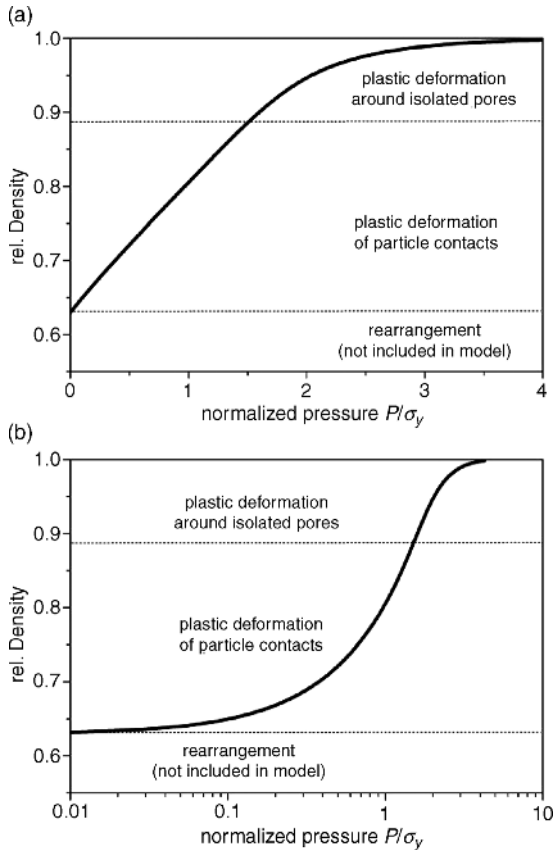 (a)
1.0
0.9
0.8
0.7
0.6
rel. Density
plastic deformation
around isolated pores
plastic deformation
of particle contacts
rearrangement
(not included in model)
0
1
2
3
4
normalized pressure P/σy
(b)
1.0
0.9
0.8
0.7
0.6
rel. Density
plastic deformation
around isolated pores
plastic deformation
of particle contacts
rearrangement
(not included in model)
0.01
0.1
1
10
normalized pressure P/σy